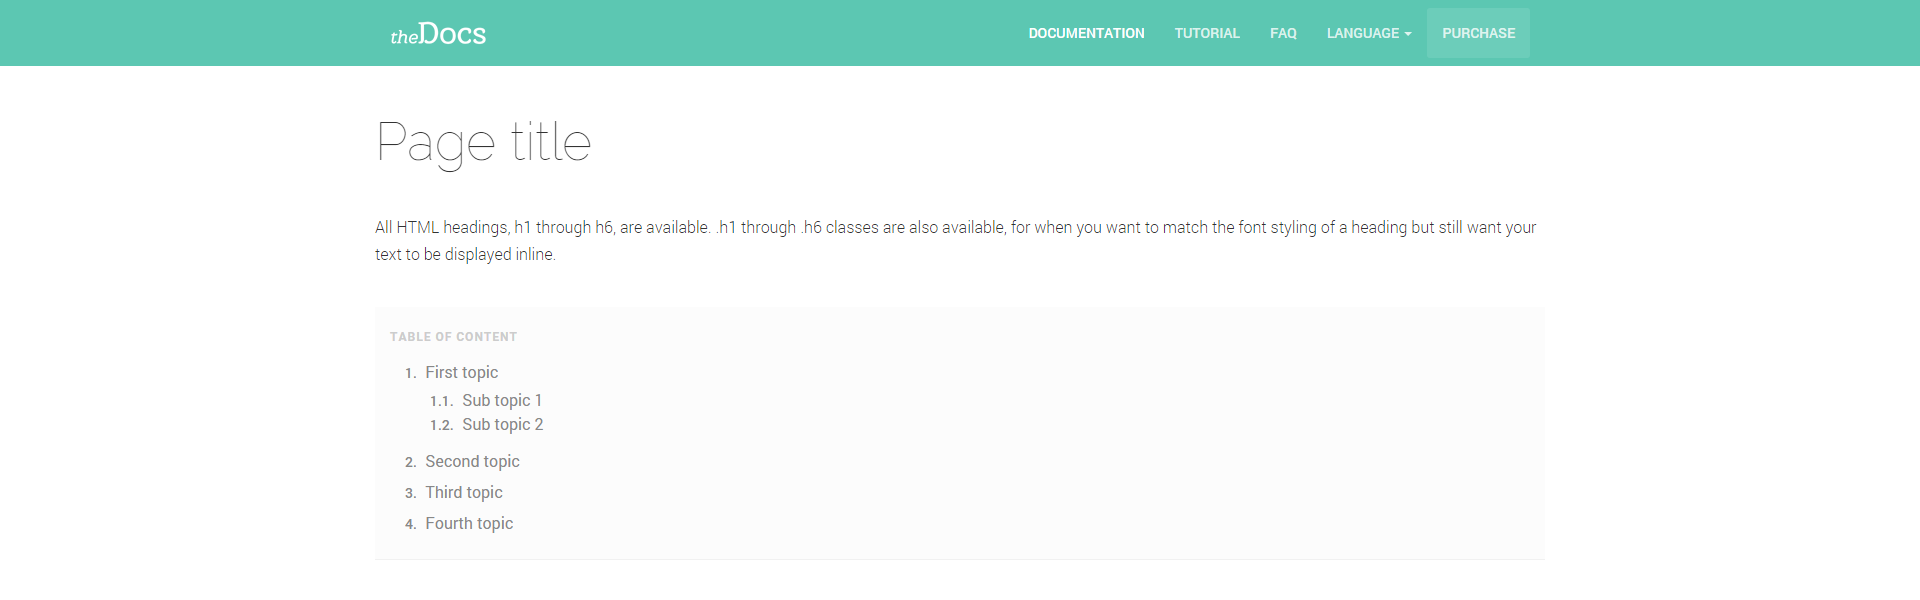 theDocs
DOCUMENTATION TUTORIAL FAQ LANGUAGE PURCHASE
Page title
All HTML headings, h1 through h6, are available. .h1 through .h6 classes are also available, for when you want to match the font styling of a heading but still want your
text to be displayed inline.
TABLE OF CONTENT
1. First topic
1.1. Sub topic 1
1.2. Sub topic 2
2. Second topic
3. Third topic
4. Fourth topic